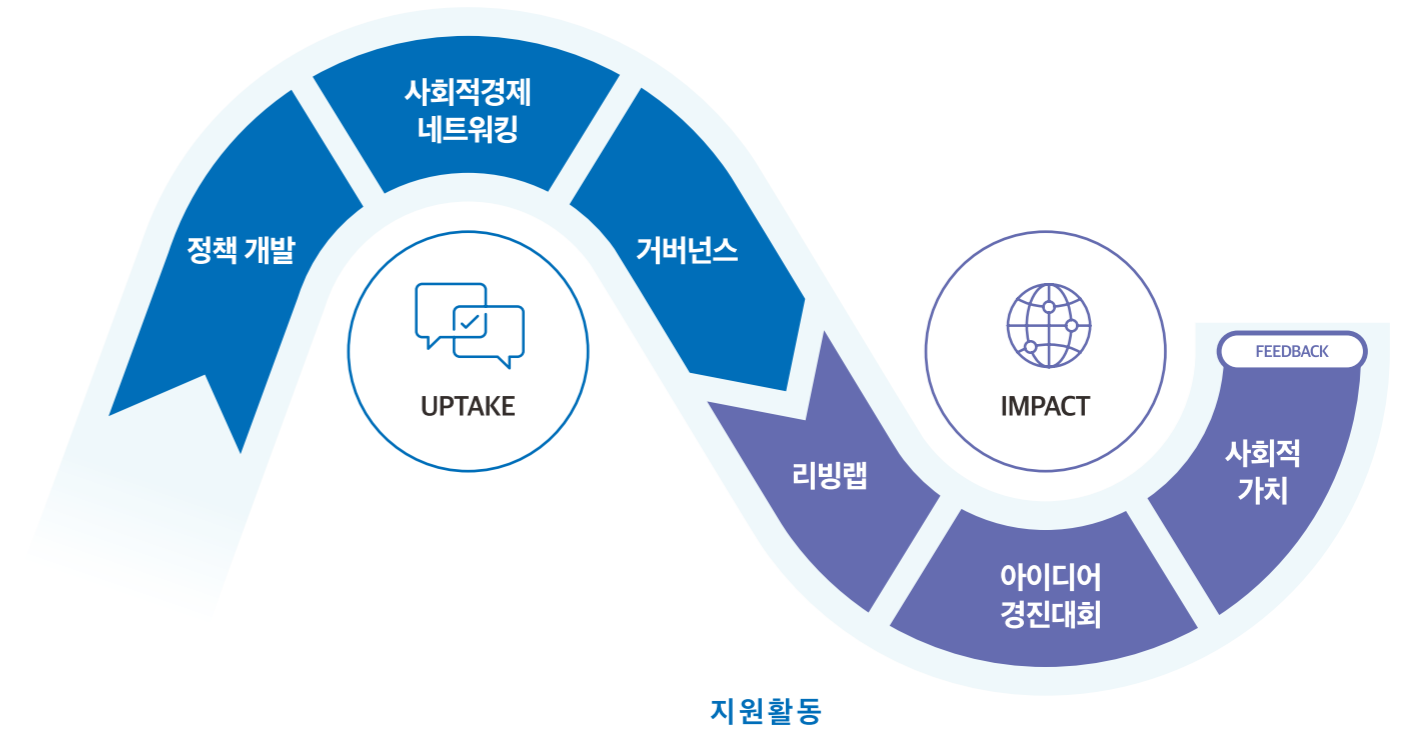 사회적경제
네트워킹
정책 개발
거버넌스
UPTAKE
IMPACT
FEEDBACK
리빙랩
아이디어
경진대회
사회적
가치
지원활동